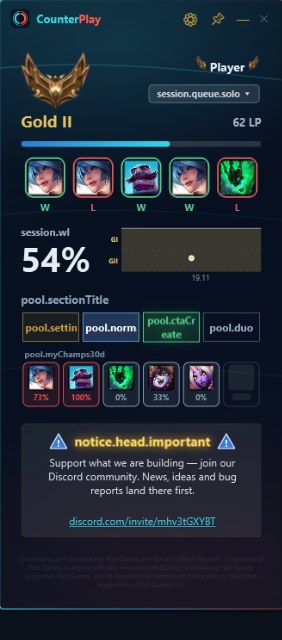 CounterPlay
Player
session.queue.solo
Gold II
62 LP
W L W W L
session.wl
54%
GI
GII
19.11
pool.sectionTitle
pool.settin
pool.norm
pool.ctaCr
eate
pool.duo
pool.myChamps30d
73% 100% 0% 33% 0%
notice.head.important
Support what we are building — join our
Discord community. News, ideas and bug
reports land there first.
discord.com/invite/mhv3tGXYBT